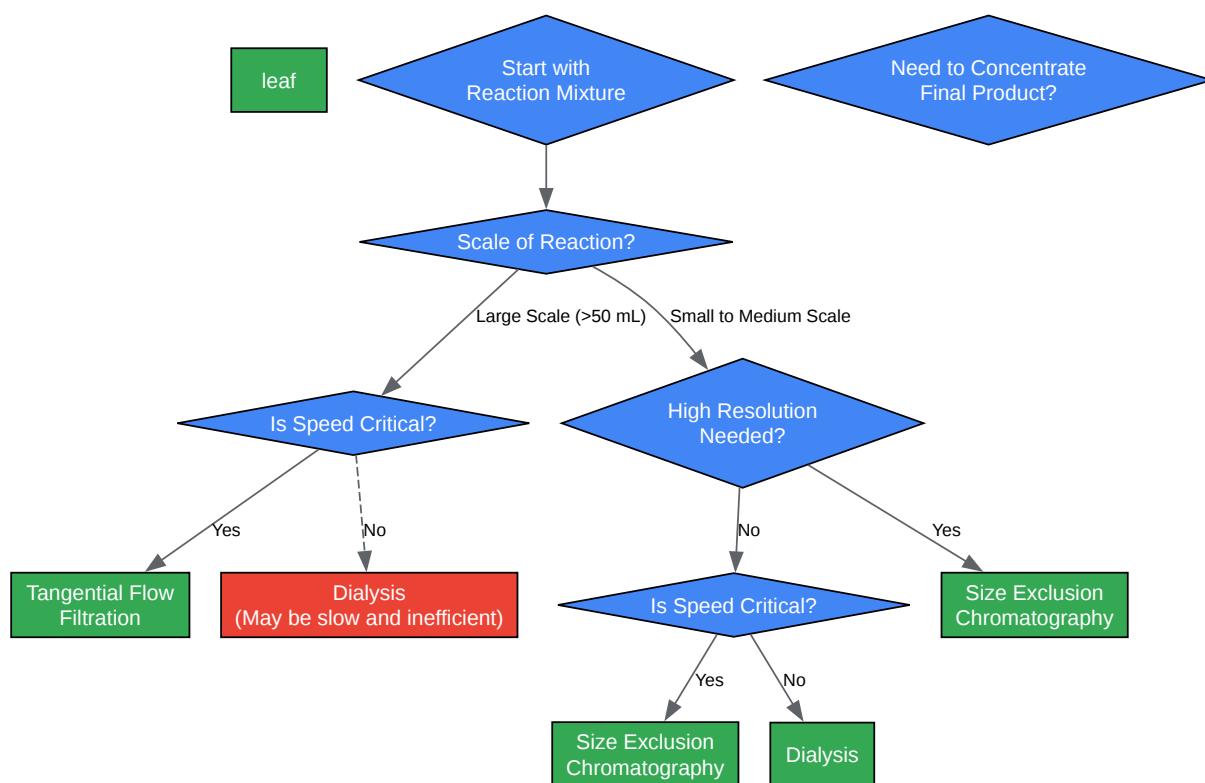 leaf
Start with
Reaction Mixture
Need to Concentrate
Final Product?
Scale of Reaction?
Large Scale (>50 mL)
Small to Medium Scale
Is Speed Critical?
High Resolution
Needed?
Yes
No
No
Yes
Tangential Flow
Filtration
Dialysis
(May be slow and inefficient)
Is Speed Critical?
Size Exclusion
Chromatography
Yes
No
Size Exclusion
Chromatography
Dialysis